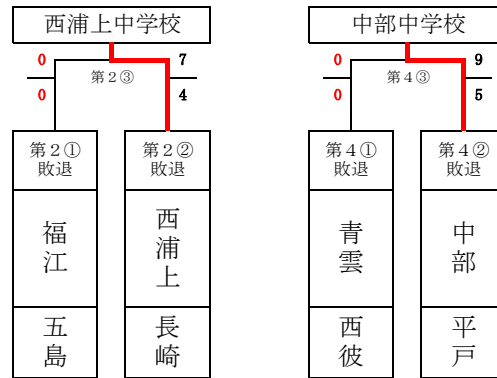 西浦上中学校
0 7
第2③
0 4
第2①
敗退
第2②
敗退
福江
西浦上
五島
長崎
中部中学校
0 9
第4③
0 5
第4①
敗退
第4②
敗退
青雲
中部
西彼
平戸